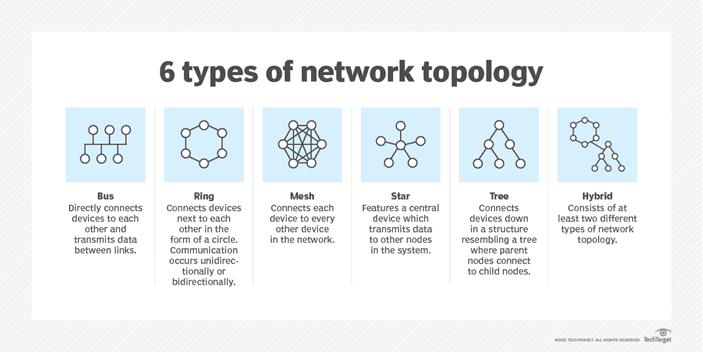 6 types of network topology
Bus
Directly connects
devices to each
other and
transmits data
between links.
Ring
Connects devices
next to each
other in the
form of a circle.
Communication
occurs unidirec-
tionally or
bidirectionally.
Mesh
Connects each
device to every
other device
in the network.
Star
Features a central
device which
transmits data
to other nodes
in the system.
Tree
Connects
devices down
in a structure
resembling a tree
where parent
nodes connect
to child nodes.
Hybrid
Consists of at
least two different
types of network
topology.
©2022 TECHTARGET. ALL RIGHTS RESERVED TechTarget